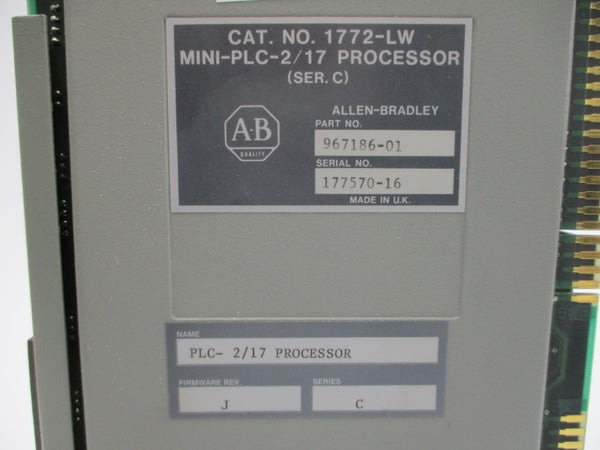 CAT. NO. 1772-LW
MINI-PLC-2/17 PROCESSOR
(SER. C)
ALLEN-BRADLEY
PART NO.
967186-01
A·B
QUALITY
SERIAL NO.
177570-16
MADE IN U.K.
NAME
PLC- 2/17 PROCESSOR
FIRMWARE REV.
SERIES
J
C